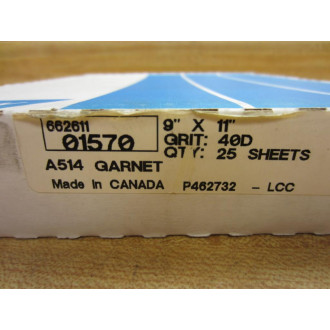 662611
01570
9" X 11"
GRIT: 40D
QTY: 25 SHEETS
A514 GARNET
Made In CANADA P462732 - LCC